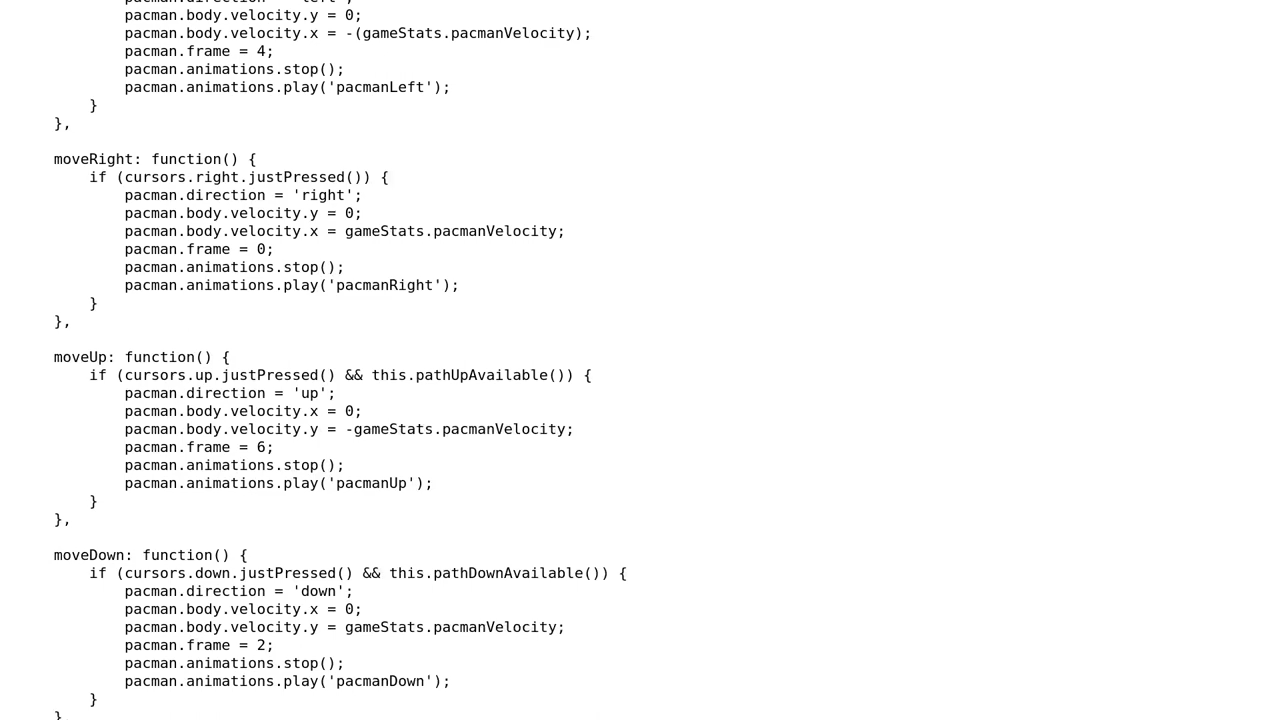 pacman.direction = 'left';
            pacman.body.velocity.y = 0;
            pacman.body.velocity.x = -(gameStats.pacmanVelocity);
            pacman.frame = 4;
            pacman.animations.stop();
            pacman.animations.play('pacmanLeft');
        }
    },

    moveRight: function() {
        if (cursors.right.justPressed()) {
            pacman.direction = 'right';
            pacman.body.velocity.y = 0;
            pacman.body.velocity.x = gameStats.pacmanVelocity;
            pacman.frame = 0;
            pacman.animations.stop();
            pacman.animations.play('pacmanRight');
        }
    },

    moveUp: function() {
        if (cursors.up.justPressed() && this.pathUpAvailable()) {
            pacman.direction = 'up';
            pacman.body.velocity.x = 0;
            pacman.body.velocity.y = -gameStats.pacmanVelocity;
            pacman.frame = 6;
            pacman.animations.stop();
            pacman.animations.play('pacmanUp');
        }
    },

    moveDown: function() {
        if (cursors.down.justPressed() && this.pathDownAvailable()) {
            pacman.direction = 'down';
            pacman.body.velocity.x = 0;
            pacman.body.velocity.y = gameStats.pacmanVelocity;
            pacman.frame = 2;
            pacman.animations.stop();
            pacman.animations.play('pacmanDown');
        }
    },